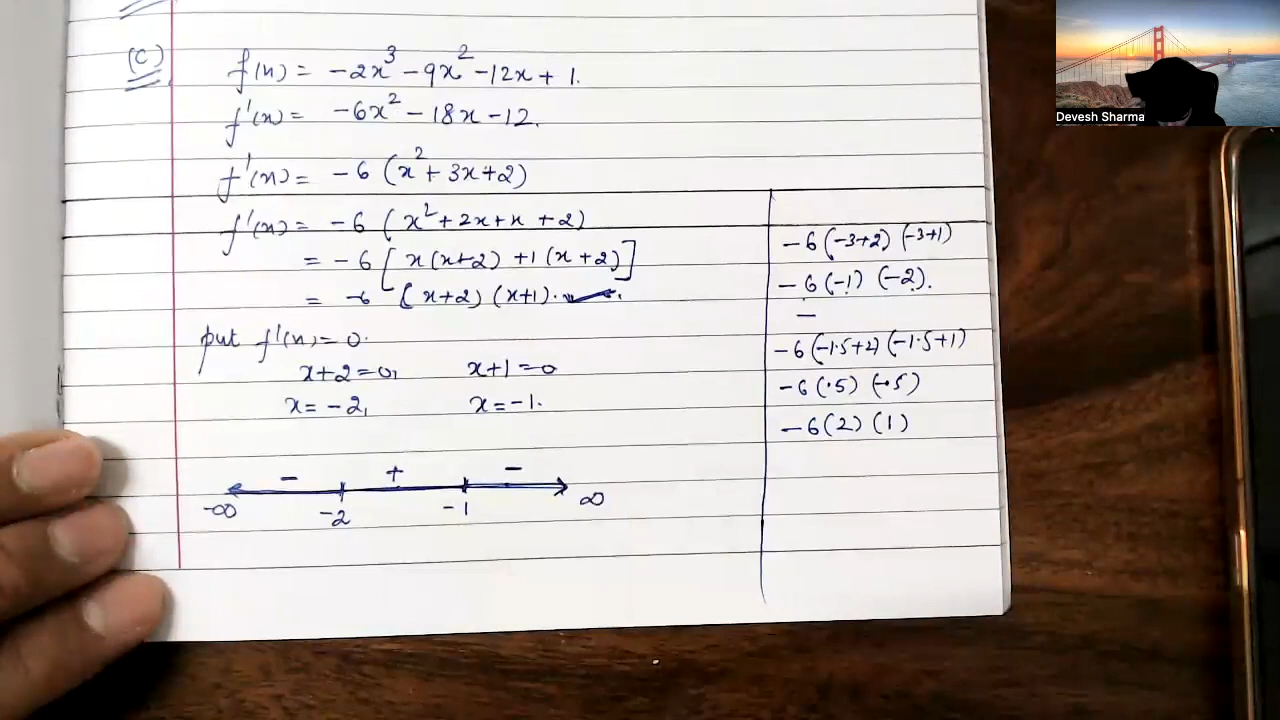 (C) f(x) = -2x³ - 9x² - 12x + 1.
f'(x) = -6x² - 18x - 12.
f'(x) = -6 (x² + 3x + 2)
f'(x) = -6 (x² + 2x + x + 2)
= -6 [x(x+2) + 1(x+2)]
= -6 (x+2) (x+1).
put f'(x) = 0.
x+2 = 0, x+1 = 0
x = -2, x = -1.
- + -
-∞ -2 -1 ∞
-6(-3+2) (-3+1)
-6(-1) (-2).
-
-6(-1.5+2) (-1.5+1)
-6(.5) (-.5)
-6(2) (1)
Devesh Sharma